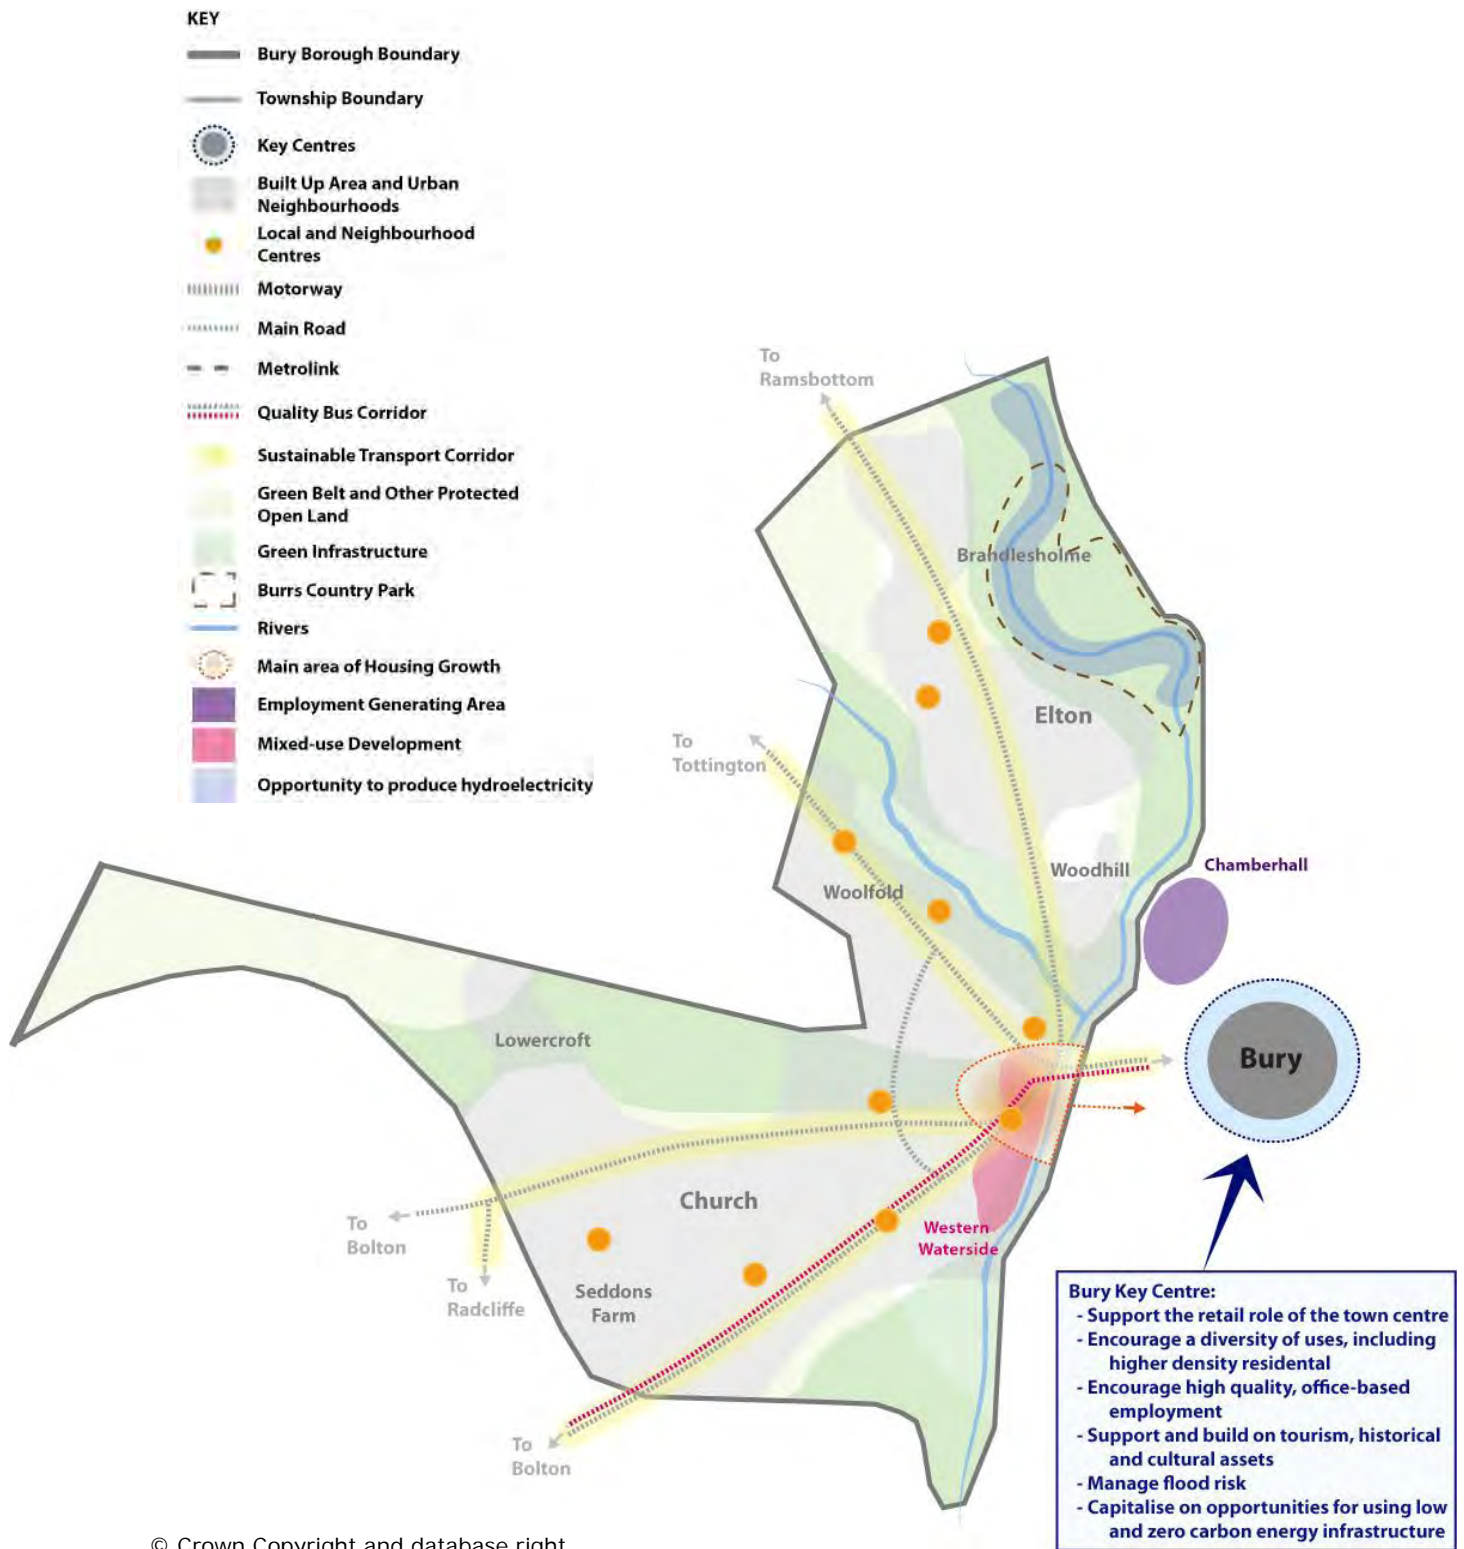 KEY
Bury Borough Boundary
Township Boundary
Key Centres
Built Up Area and Urban
Neighbourhoods
Local and Neighbourhood
Centres
Motorway
Main Road
Metrolink
Quality Bus Corridor
Sustainable Transport Corridor
Green Belt and Other Protected
Open Land
Green Infrastructure
Burrs Country Park
Rivers
Main area of Housing Growth
Employment Generating Area
Mixed-use Development
Opportunity to produce hydroelectricity
To
Ramsbottom
Brandlesholme
Elton
To
Tottington
Woodhill
Chamberhall
Woolfold
Lowercroft
Bury
Church
To
Bolton
Western
Waterside
To
Radcliffe
Seddons
Farm
To
Bolton
Bury Key Centre:
- Support the retail role of the town centre
- Encourage a diversity of uses, including
higher density residental
- Encourage high quality, office-based
employment
- Support and build on tourism, historical
and cultural assets
- Manage flood risk
- Capitalise on opportunities for using low
and zero carbon energy infrastructure
© Crown Copyright and database right